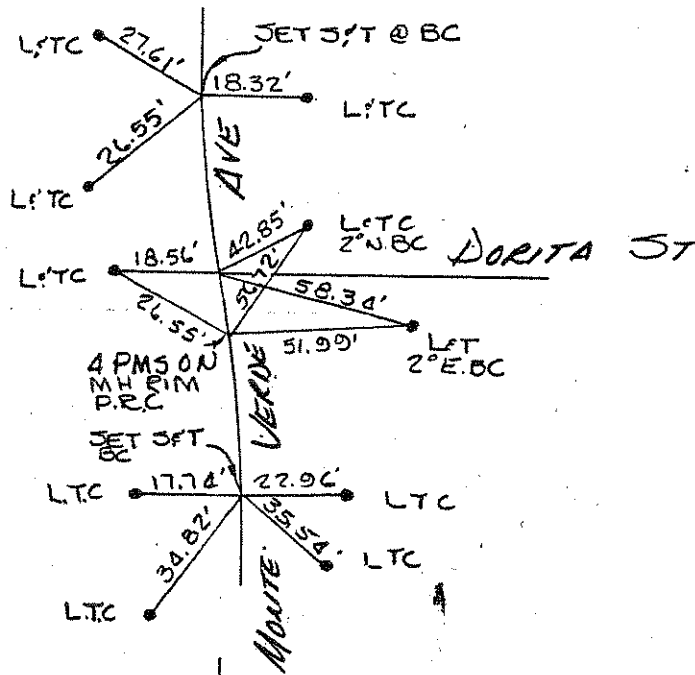 L&TC
27.61'
SET S&T @ BC
18.32'
L&TC
26.55'
AVE
L&TC
L&TC
2° N. BC
42.85'
DORITA ST
L&TC
18.56'
56.72'
58.34'
26.55'
51.99'
L&T
2° E. BC
4 PMS ON
MH RIM
P.R.C
VERDE
SET S&T
BC
L.T.C
17.74'
22.96'
LTC
34.82'
35.54'
LTC
L.T.C
MONTE